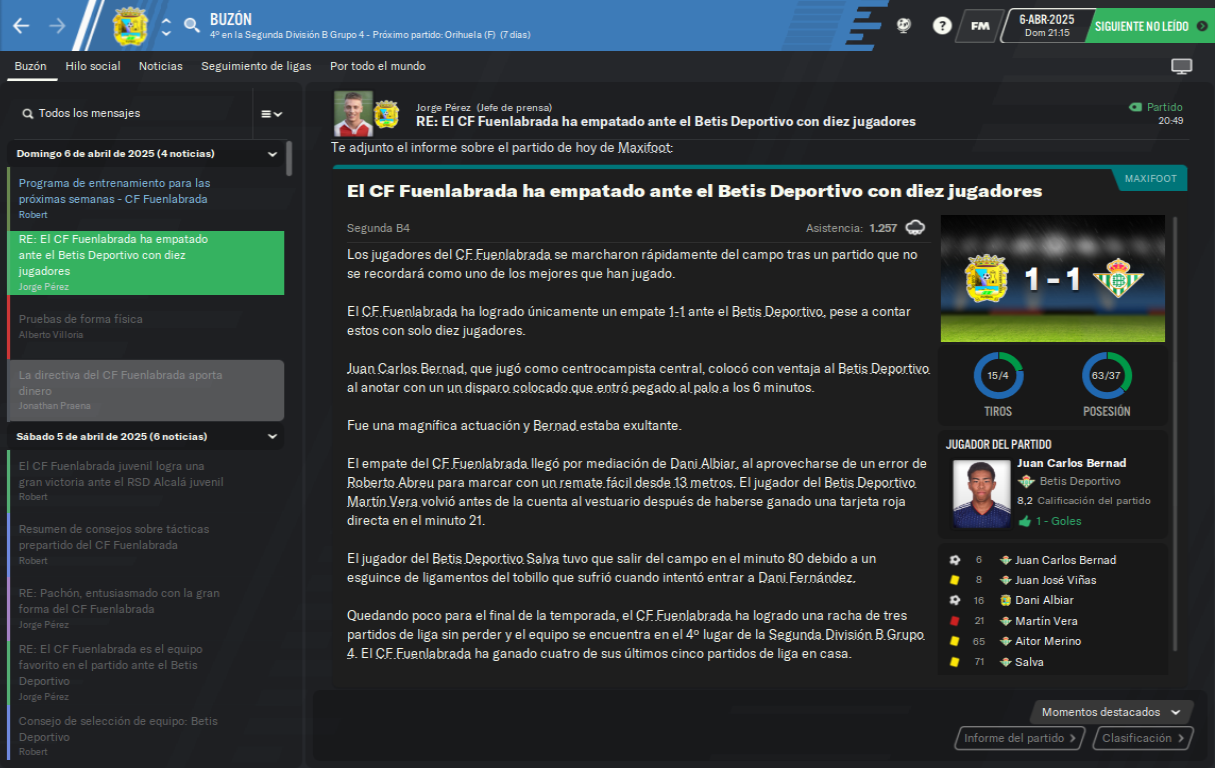 BUZÓN
4º en la Segunda División B Grupo 4 - Próximo partido: Orihuela (F) (7 días)
FM
6-ABR-2025
Dom 21:15
SIGUIENTE NO LEÍDO
Buzón Hilo social Noticias Seguimiento de ligas Por todo el mundo
Todos los mensajes
Domingo 6 de abril de 2025 (4 noticias)
Programa de entrenamiento para las
próximas semanas - CF Fuenlabrada
Robert
RE: El CF Fuenlabrada ha empatado
ante el Betis Deportivo con diez
jugadores
Jorge Pérez
Pruebas de forma física
Alberto Villoria
La directiva del CF Fuenlabrada aporta
dinero
Jonathan Praena
Sábado 5 de abril de 2025 (6 noticias)
El CF Fuenlabrada juvenil logra una
gran victoria ante el RSD Alcalá juvenil
Robert
Resumen de consejos sobre tácticas
prepartido del CF Fuenlabrada
Robert
RE: Pachón, entusiasmado con la gran
forma del CF Fuenlabrada
Jorge Pérez
RE: El CF Fuenlabrada es el equipo
favorito en el partido ante el Betis
Deportivo
Jorge Pérez
Consejo de selección de equipo: Betis
Deportivo
Robert
Jorge Pérez (Jefe de prensa)
RE: El CF Fuenlabrada ha empatado ante el Betis Deportivo con diez jugadores
Partido
20:49
Te adjunto el informe sobre el partido de hoy de Maxifoot:
MAXIFOOT
El CF Fuenlabrada ha empatado ante el Betis Deportivo con diez jugadores
Segunda B4
Asistencia: 1.257
Los jugadores del CF Fuenlabrada se marcharon rápidamente del campo tras un partido que no
se recordará como uno de los mejores que han jugado.
El CF Fuenlabrada ha logrado únicamente un empate 1-1 ante el Betis Deportivo, pese a contar
estos con solo diez jugadores.
Juan Carlos Bernad, que jugó como centrocampista central, colocó con ventaja al Betis Deportivo
al anotar con un un disparo colocado que entró pegado al palo a los 6 minutos.
Fue una magnífica actuación y Bernad estaba exultante.
El empate del CF Fuenlabrada llegó por mediación de Dani Albiar, al aprovecharse de un error de
Roberto Abreu para marcar con un remate fácil desde 13 metros. El jugador del Betis Deportivo
Martín Vera volvió antes de la cuenta al vestuario después de haberse ganado una tarjeta roja
directa en el minuto 21.
El jugador del Betis Deportivo Salva tuvo que salir del campo en el minuto 80 debido a un
esguince de ligamentos del tobillo que sufrió cuando intentó entrar a Dani Fernández.
Quedando poco para el final de la temporada, el CF Fuenlabrada ha logrado una racha de tres
partidos de liga sin perder y el equipo se encuentra en el 4º lugar de la Segunda División B Grupo
4. El CF Fuenlabrada ha ganado cuatro de sus últimos cinco partidos de liga en casa.
1 - 1
15/4
63/37
TIROS
POSESIÓN
JUGADOR DEL PARTIDO
Juan Carlos Bernad
Betis Deportivo
8,2 Calificación del partido
1 - Goles
6 Juan Carlos Bernad
8 Juan José Viñas
16 Dani Albiar
21 Martín Vera
65 Aitor Merino
71 Salva
Momentos destacados
Informe del partido
Clasificación